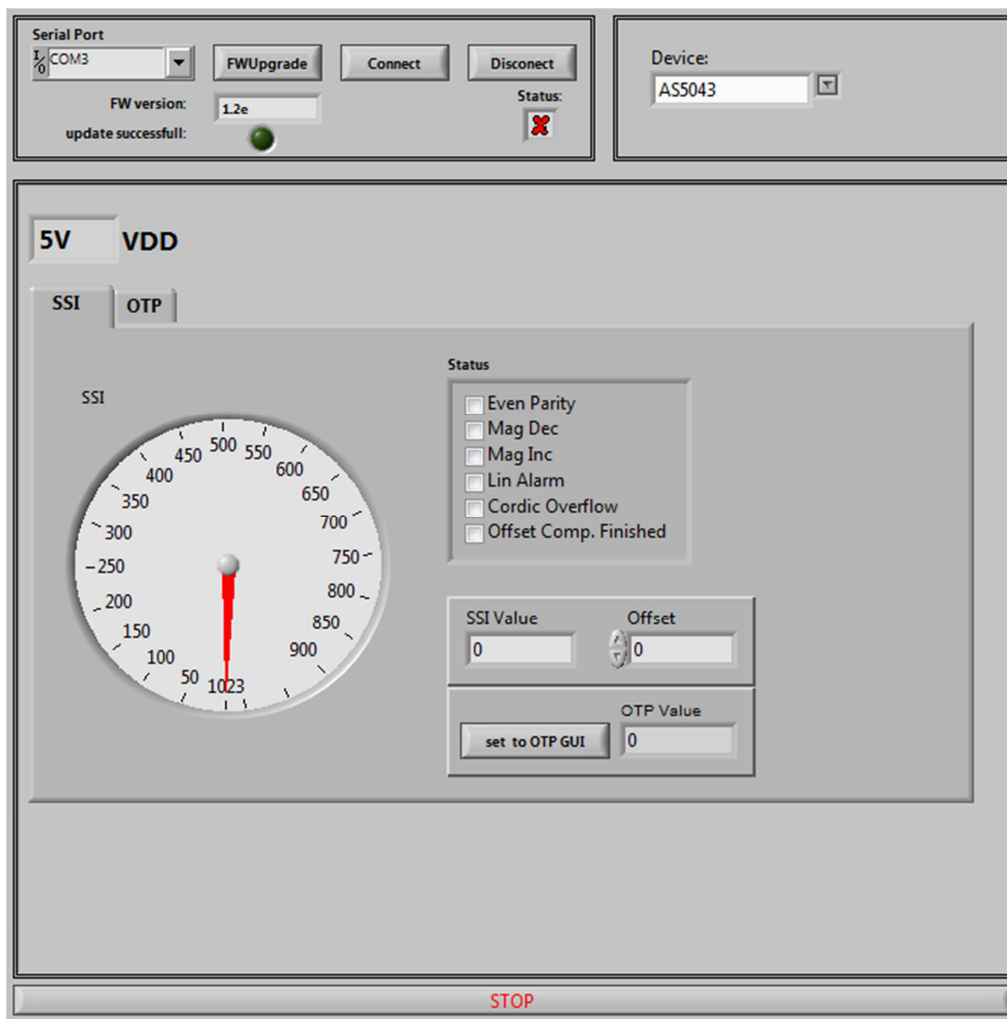 Serial Port
I/O COM3
FWUpgrade
Connect
Disconect
FW version:
1.2e
Status:
update successfull:
Device:
AS5043
5V
VDD
SSI
OTP
SSI
500
450
550
400
600
350
650
300
700
250
750
200
800
150
850
100
900
50
1023
Status
Even Parity
Mag Dec
Mag Inc
Lin Alarm
Cordic Overflow
Offset Comp. Finished
SSI Value
Offset
0
0
OTP Value
set to OTP GUI
0
STOP